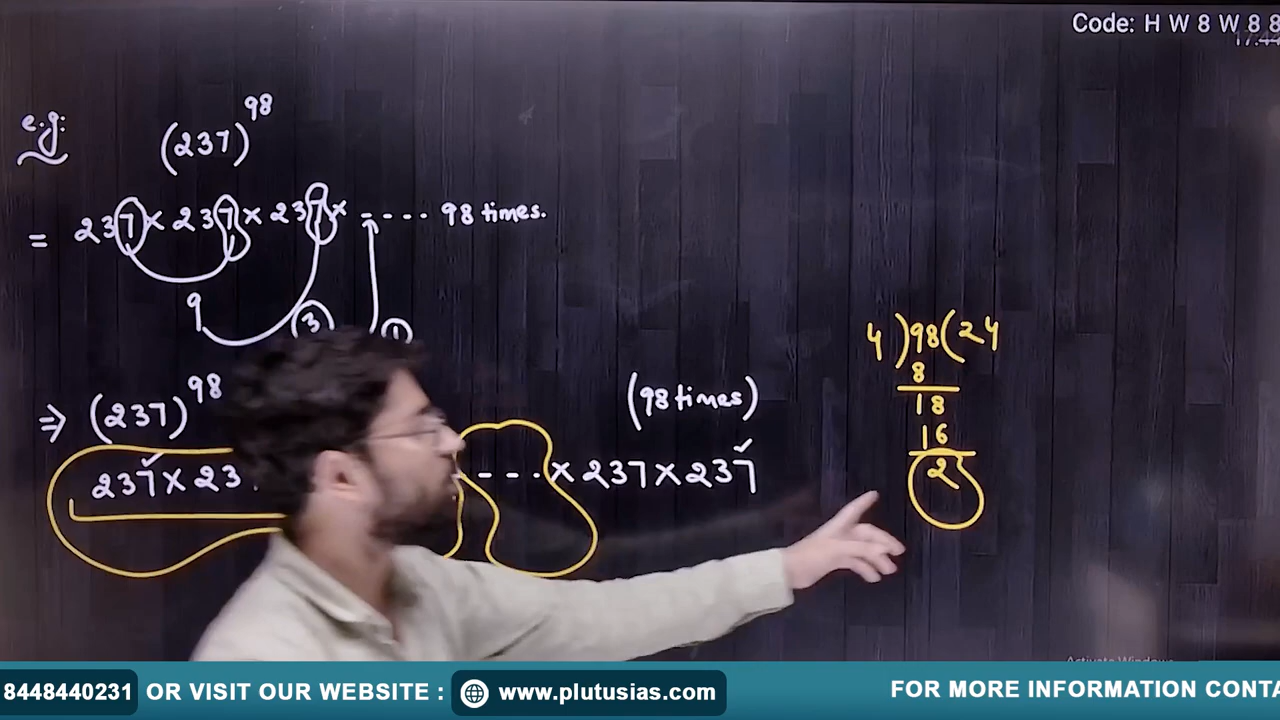 Code: H W 8 W 8 8
17:44
e.g:
(237)^98
= 237 × 237 × 237 × ---- 98 times.
9
3
1
⇒ (237)^98
(98 times)
237 × 23 --- × 237 × 237
4)98(24
8
18
16
2
8448440231 OR VISIT OUR WEBSITE : www.plutusias.com
FOR MORE INFORMATION CONTA